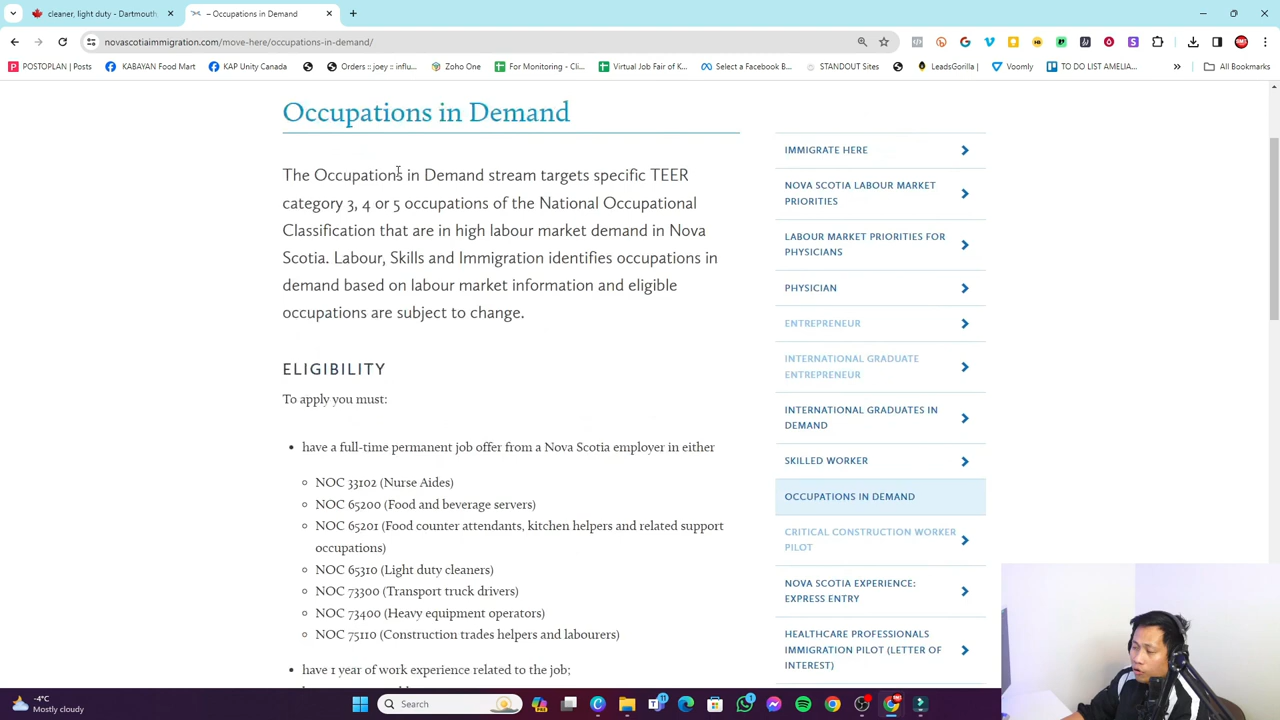 cleaner, light duty - Dartmouth
– Occupations in Demand
novascotiaimmigration.com/move-here/occupations-in-demand/
POSTOPLAN | Posts
KABAYAN Food Mart
KAP Unity Canada
Orders :: joey :: influ...
Zoho One
For Monitoring - Cli...
Virtual Job Fair of K...
Select a Facebook B...
STANDOUT Sites
LeadsGorilla |
Voomly
TO DO LIST AMELIA...
All Bookmarks
Occupations in Demand
The Occupations in Demand stream targets specific TEER
category 3, 4 or 5 occupations of the National Occupational
Classification that are in high labour market demand in Nova
Scotia. Labour, Skills and Immigration identifies occupations in
demand based on labour market information and eligible
occupations are subject to change.
ELIGIBILITY
To apply you must:
• have a full-time permanent job offer from a Nova Scotia employer in either
NOC 33102 (Nurse Aides)
NOC 65200 (Food and beverage servers)
NOC 65201 (Food counter attendants, kitchen helpers and related support
occupations)
NOC 65310 (Light duty cleaners)
NOC 73300 (Transport truck drivers)
NOC 73400 (Heavy equipment operators)
NOC 75110 (Construction trades helpers and labourers)
• have 1 year of work experience related to the job;
IMMIGRATE HERE
NOVA SCOTIA LABOUR MARKET
PRIORITIES
LABOUR MARKET PRIORITIES FOR
PHYSICIANS
PHYSICIAN
ENTREPRENEUR
INTERNATIONAL GRADUATE
ENTREPRENEUR
INTERNATIONAL GRADUATES IN
DEMAND
SKILLED WORKER
OCCUPATIONS IN DEMAND
CRITICAL CONSTRUCTION WORKER
PILOT
NOVA SCOTIA EXPERIENCE:
EXPRESS ENTRY
HEALTHCARE PROFESSIONALS
IMMIGRATION PILOT (LETTER OF
INTEREST)
-4°C
Mostly cloudy
Search